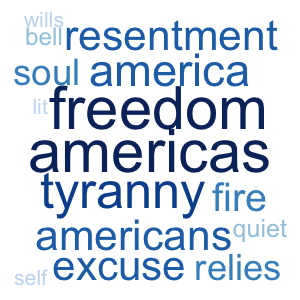 wills
bell resentment
soul america
lit freedom
americas
tyranny fire
americans quiet
self excuse relies